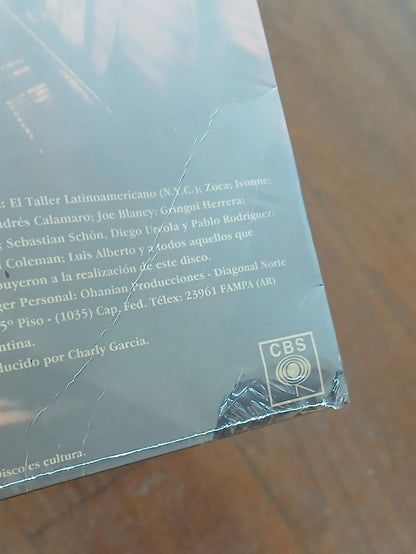 : El Taller Latinoamericano (N.Y.C.); Zoca; Ivonne;
ndrés Calamaro; Joe Blaney; Gringui Herrera;
; Sebastian Schön, Diego Urcola y Pablo Rodríguez;
Coleman; Luis Alberto y a todos aquellos que
buyeron a la realización de este disco.
ger Personal: Ohanian Producciones - Diagonal Norte
5º Piso - (1035) Cap. Fed. Télex: 23961 FAMPA (AR)
ntina.
ducido por Charly García.
CBS
Disco es cultura.